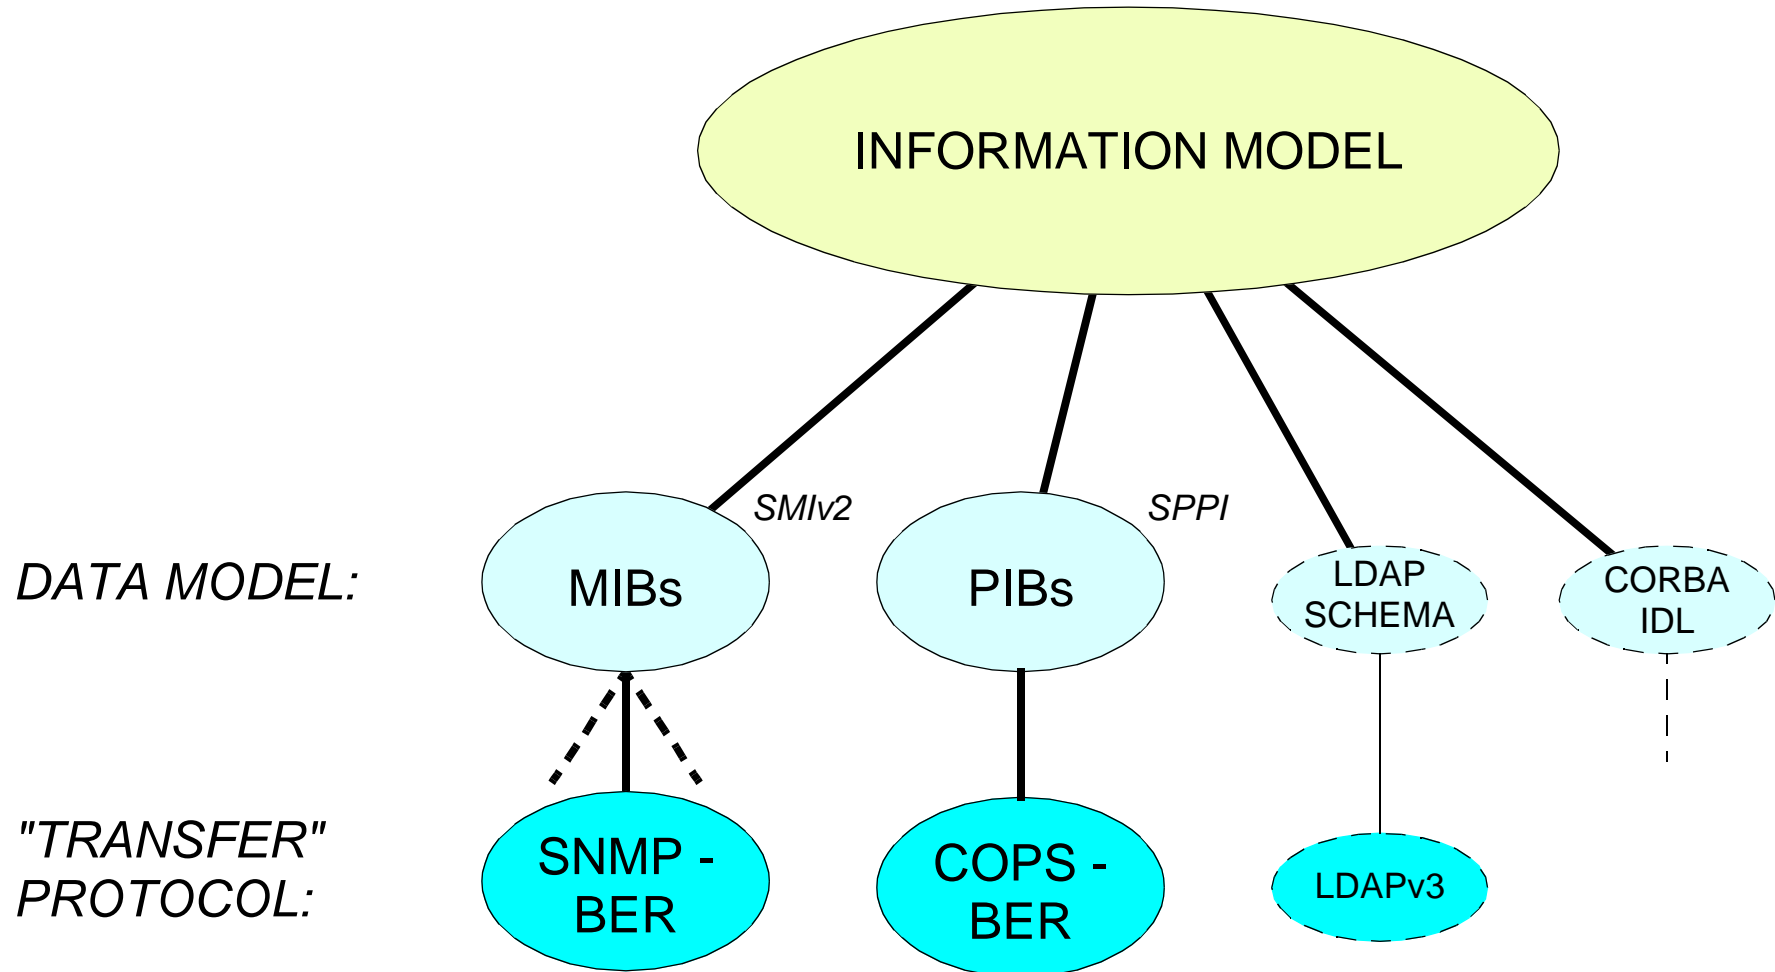 INFORMATION MODEL
SMIv2
SPPI
DATA MODEL:
MIBs
PIBs
LDAP
SCHEMA
CORBA
IDL
"TRANSFER"
PROTOCOL:
SNMP -
BER
COPS -
BER
LDAPv3